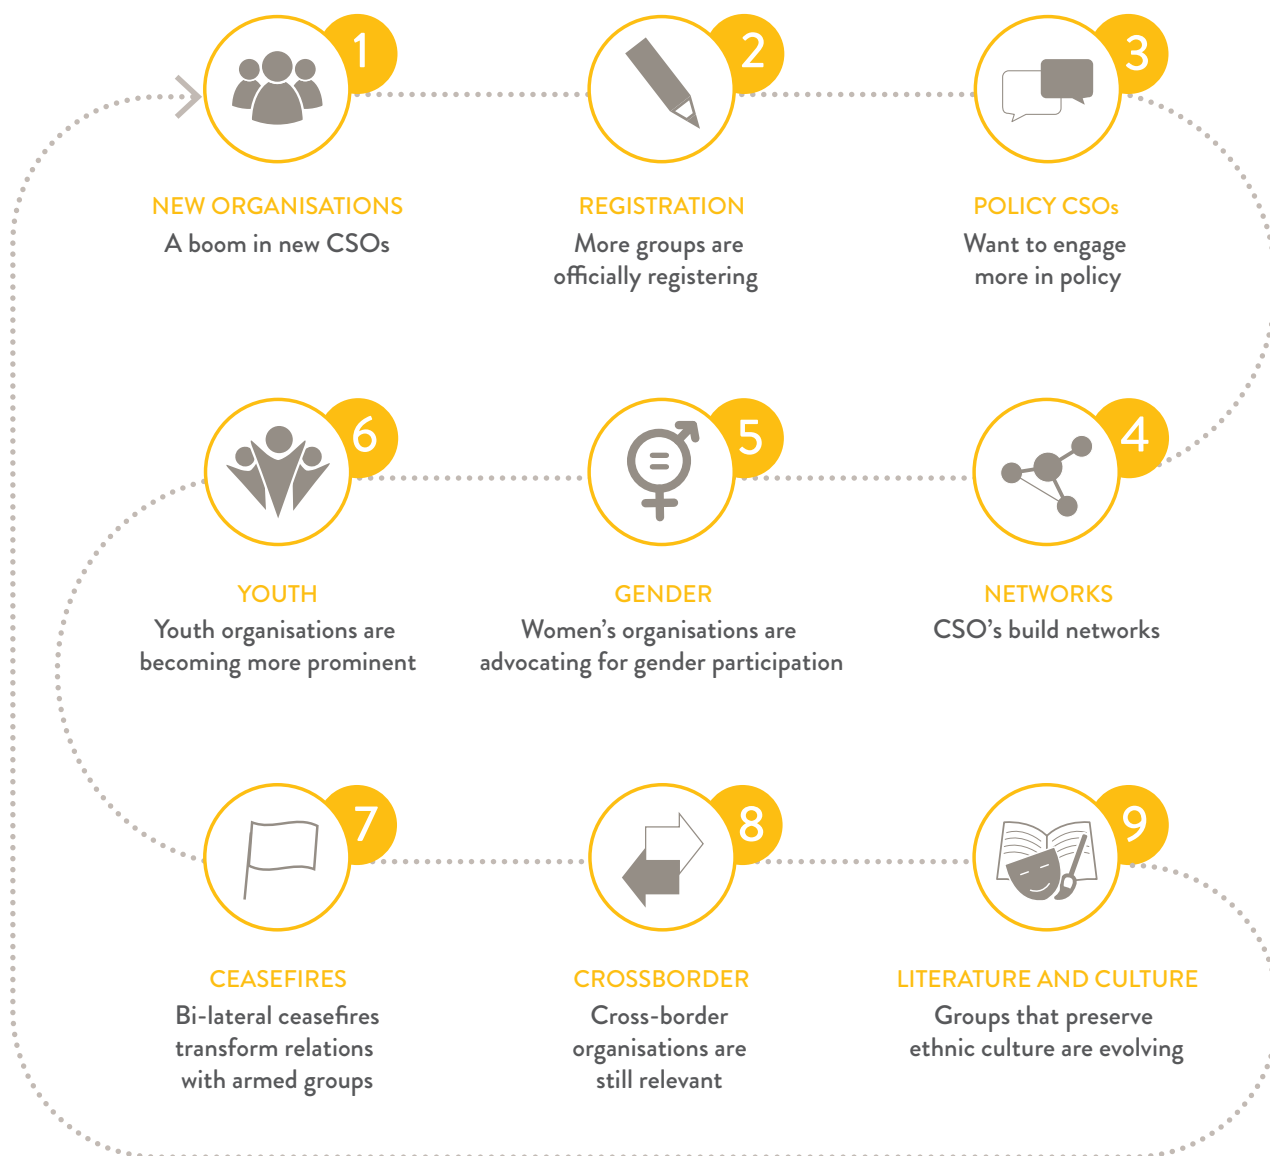 1
NEW ORGANISATIONS
A boom in new CSOs
2
REGISTRATION
More groups are
officially registering
3
POLICY CSOs
Want to engage
more in policy
4
NETWORKS
CSO's build networks
5
GENDER
Women's organisations are
advocating for gender participation
6
YOUTH
Youth organisations are
becoming more prominent
7
CEASEFIRES
Bi-lateral ceasefires
transform relations
with armed groups
8
CROSSBORDER
Cross-border
organisations are
still relevant
9
LITERATURE AND CULTURE
Groups that preserve
ethnic culture are evolving